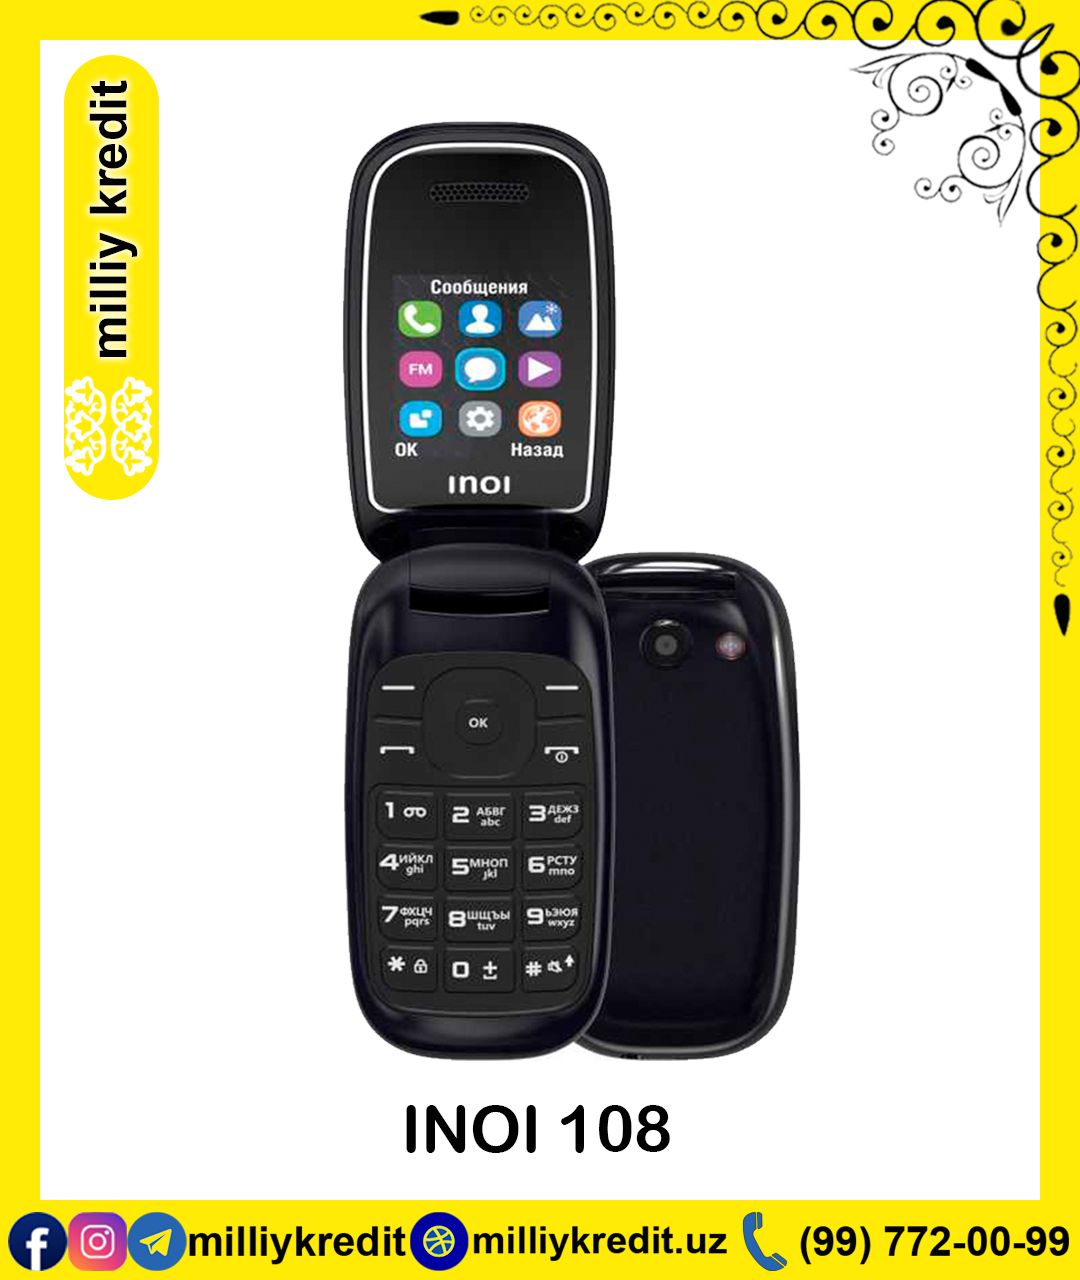 milliy kredit
Сообщения
FM
OK
Назад
INOI
OK
1
2 АБВГ abc
3 ДЕЖЗ def
4 ИЙКЛ ghi
5 МНОП jkl
6 РСТУ mno
7 ФХЦЧ pqrs
8 ШЩЪЫ tuv
9 ЬЭЮЯ wxyz
* 0 ± #
INOI 108
milliykredit milliykredit.uz (99) 772-00-99